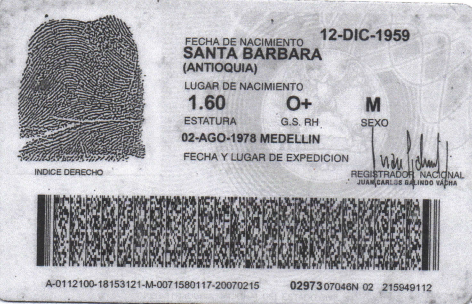 FECHA DE NACIMIENTO 12-DIC-1959
SANTA BARBARA
(ANTIOQUIA)
LUGAR DE NACIMIENTO
1.60 O+ M
ESTATURA G.S. RH SEXO
02-AGO-1978 MEDELLIN
FECHA Y LUGAR DE EXPEDICION
INDICE DERECHO
REGISTRADOR NACIONAL
JUAN CARLOS GALINDO VACHA
A-0112100-18153121-M-0071580117-20070215 02973 07046N 02 215949112